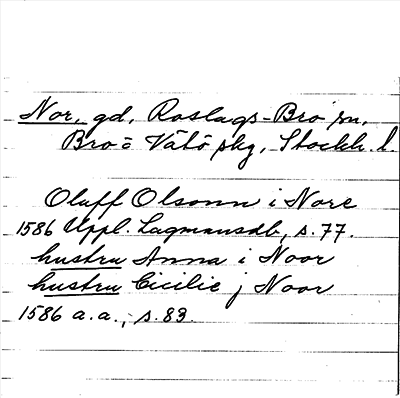 Nor, gd, Roslags-Bro sn,
Bro- o Vätö skg, Stockh. l.
Oluff Olsonn i Nore
1586 Uppl. Lagmansdb, s. 77.
hustru Anna i Noor
hustru Cicilie j Noor
1586 a.a., s. 83.